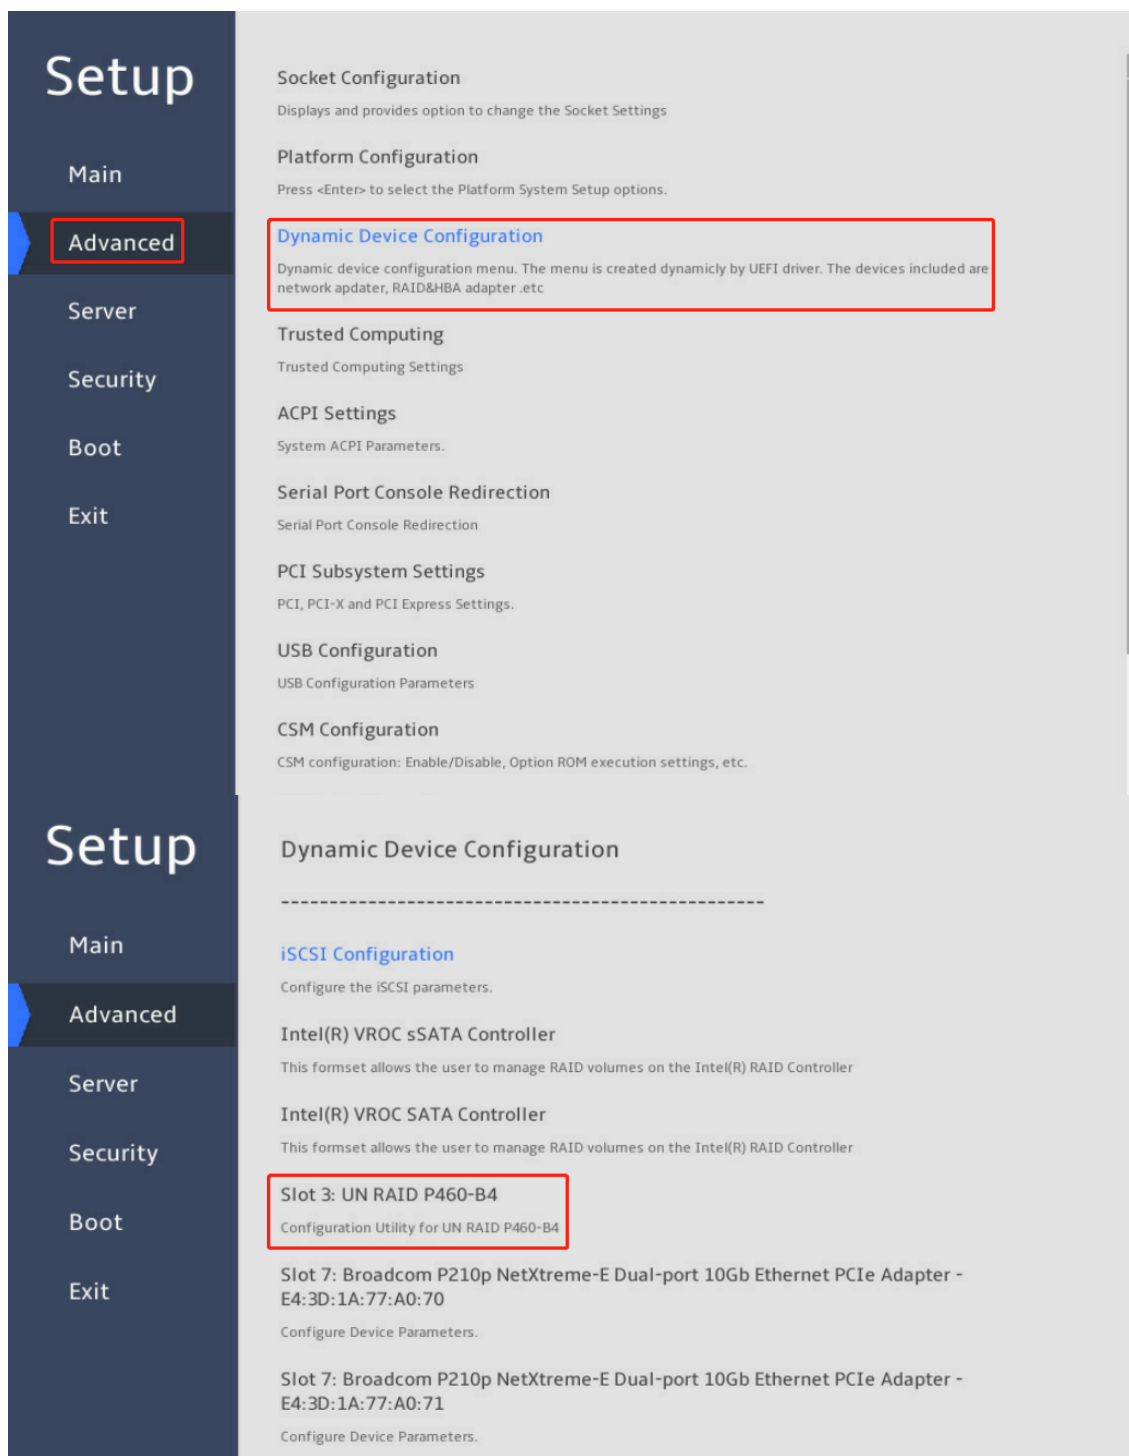 Setup
Main
Advanced
Server
Security
Boot
Exit
Socket Configuration
Displays and provides option to change the Socket Settings
Platform Configuration
Press <Enter> to select the Platform System Setup options.
Dynamic Device Configuration
Dynamic device configuration menu. The menu is created dynamicly by UEFI driver. The devices included are
network apdater, RAID&HBA adapter .etc
Trusted Computing
Trusted Computing Settings
ACPI Settings
System ACPI Parameters.
Serial Port Console Redirection
Serial Port Console Redirection
PCI Subsystem Settings
PCI, PCI-X and PCI Express Settings.
USB Configuration
USB Configuration Parameters
CSM Configuration
CSM configuration: Enable/Disable, Option ROM execution settings, etc.
Setup
Main
Advanced
Server
Security
Boot
Exit
Dynamic Device Configuration
--------------------------------------------------
iSCSI Configuration
Configure the iSCSI parameters.
Intel(R) VROC sSATA Controller
This formset allows the user to manage RAID volumes on the Intel(R) RAID Controller
Intel(R) VROC SATA Controller
This formset allows the user to manage RAID volumes on the Intel(R) RAID Controller
Slot 3: UN RAID P460-B4
Configuration Utility for UN RAID P460-B4
Slot 7: Broadcom P210p NetXtreme-E Dual-port 10Gb Ethernet PCIe Adapter -
E4:3D:1A:77:A0:70
Configure Device Parameters.
Slot 7: Broadcom P210p NetXtreme-E Dual-port 10Gb Ethernet PCIe Adapter -
E4:3D:1A:77:A0:71
Configure Device Parameters.